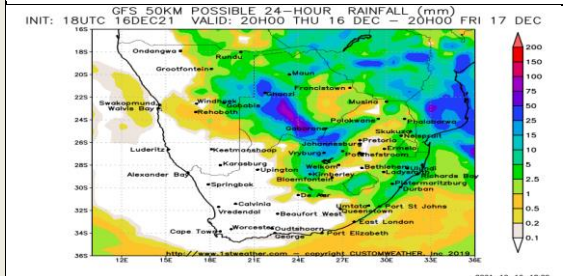 GFS 50KM POSSIBLE 24-HOUR RAINFALL (mm)
INIT: 18UTC 16DEC21 VALID: 20H00 THU 16 DEC - 20H00 FRI 17 DEC
16S
18S
20S
22S
24S
26S
28S
30S
32S
34S
36S
Ondongwa
Rundu
Grootfontein
Maun
Francistown
Ghanzi
Swakopmund
Walvis Bay
Windhoek
Gobabis
Rehoboth
Musina
Polokwane
Phalaborwa
Gaborone
Skukuza
Nelspruit
Pretoria
Johannesburg
Luderitz
Keetmanshoop
Vryburg
Potchefstroom
Ermelo
Karasburg
Upington
Welkom
Bethlehem
Ulundi
Ladysmith
Kimberley
Richards Bay
Alexander Bay
Springbok
Bloemfontein
Pietermaritzburg
Durban
De Aar
Calvinia
Vredendal
Umtata
Port St Johns
Beaufort West
Queenstown
East London
Cape Town
Worcester
Oudtshoorn
George
Port Elizabeth
http://www.1stweather.com - copyright CUSTOMWEATHER, Inc 2019
12E 15E 18E 21E 24E 27E 30E 33E 36E
200
150
100
75
50
25
15
10
5
2.5
1
0.5
0.2
0.1